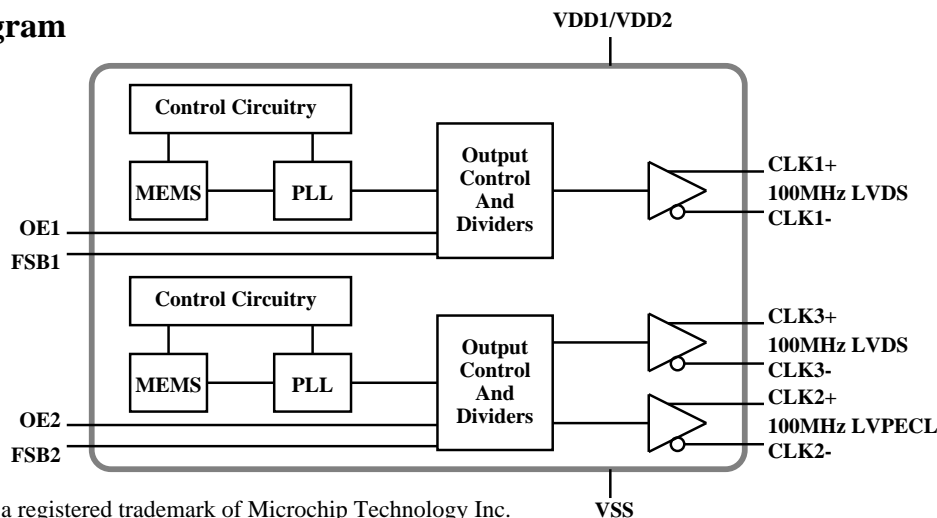 gram
VDD1/VDD2
Control Circuitry
MEMS
PLL
Output
Control
And
Dividers
CLK1+
100MHz LVDS
CLK1-
OE1
FSB1
Control Circuitry
MEMS
PLL
Output
Control
And
Dividers
CLK3+
100MHz LVDS
CLK3-
CLK2+
100MHz LVPECL
CLK2-
OE2
FSB2
VSS
a registered trademark of Microchip Technology Inc.